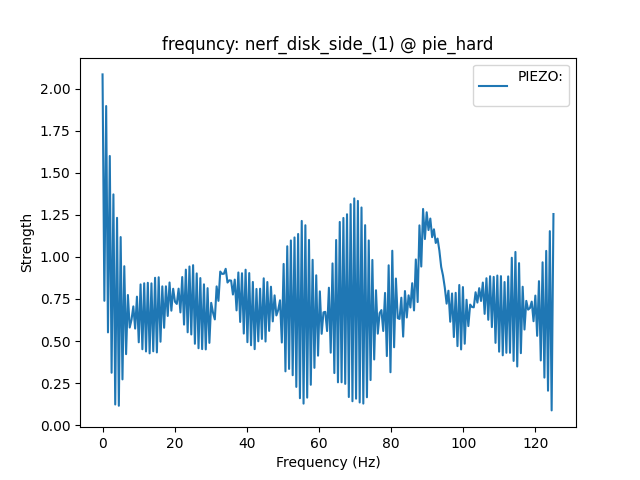 frequncy: nerf_disk_side_(1) @ pie_hard
PIEZO:
2.00
1.75
1.50
1.25
1.00
0.75
0.50
0.25
0.00
Strength
0 20 40 60 80 100 120
Frequency (Hz)